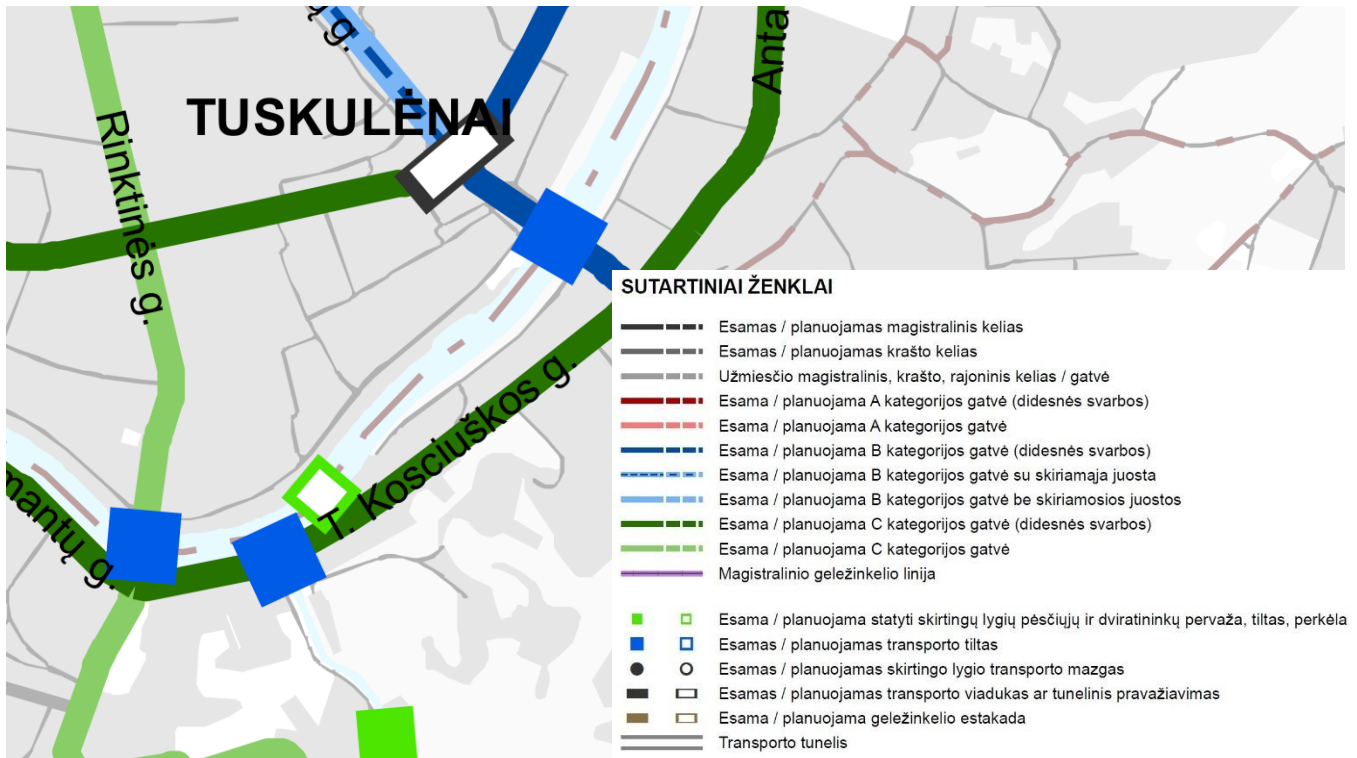 ų g.
Anta
TUSKULĖNAI
Rinktinės g.
T. Kosciuškos g.
mantų g.
SUTARTINIAI ŽENKLAI
Esamas / planuojamas magistralinis kelias
Esamas / planuojamas krašto kelias
Užmiesčio magistralinis, krašto, rajoninis kelias / gatvė
Esama / planuojama A kategorijos gatvė (didesnės svarbos)
Esama / planuojama A kategorijos gatvė
Esama / planuojama B kategorijos gatvė (didesnės svarbos)
Esama / planuojama B kategorijos gatvė su skiriamąja juosta
Esama / planuojama B kategorijos gatvė be skiriamosios juostos
Esama / planuojama C kategorijos gatvė (didesnės svarbos)
Esama / planuojama C kategorijos gatvė
Magistralinio geležinkelio linija
Esama / planuojama statyti skirtingų lygių pėsčiųjų ir dviratininkų pervaža, tiltas, perkėla
Esamas / planuojamas transporto tiltas
Esamas / planuojamas skirtingo lygio transporto mazgas
Esamas / planuojamas transporto viadukas ar tunelinis pravažiavimas
Esama / planuojama geležinkelio estakada
Transporto tunelis